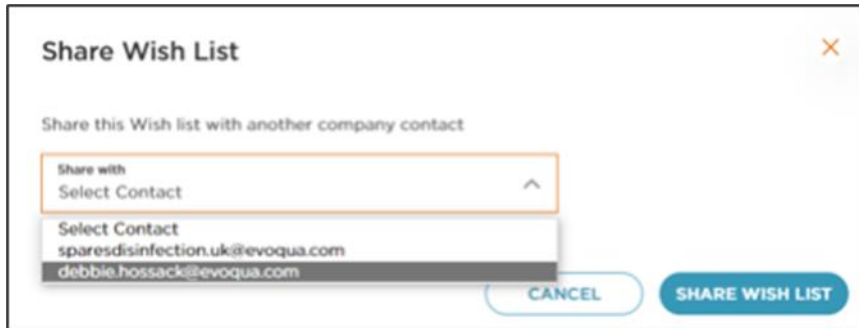 Share Wish List
Share this Wish list with another company contact
Share with
Select Contact
Select Contact
sparesdisinfection.uk@evoqua.com
debbie.hossack@evoqua.com
CANCEL
SHARE WISH LIST